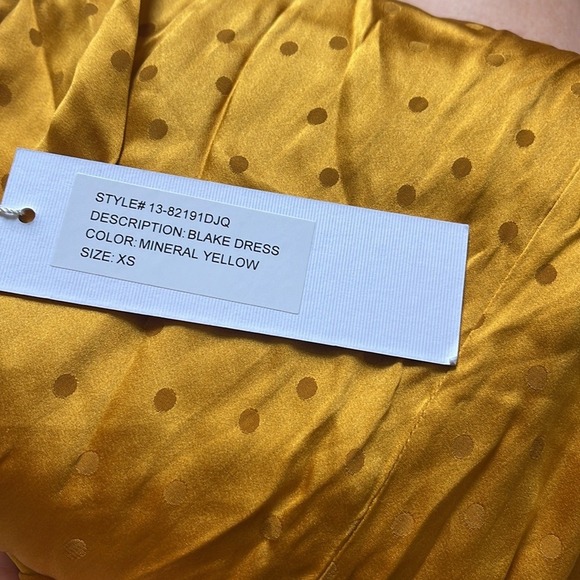 STYLE# 13-82191DJQ
DESCRIPTION: BLAKE DRESS
COLOR: MINERAL YELLOW
SIZE: XS